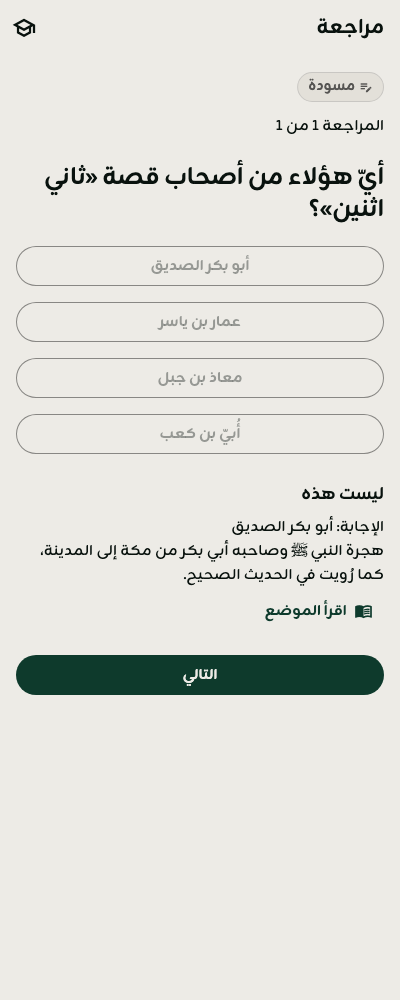 مراجعة
مسودة
المراجعة 1 من 1
أيّ هؤلاء من أصحاب قصة «ثاني
اثنين»؟
أبو بكر الصديق
عمار بن ياسر
معاذ بن جبل
أُبيّ بن كعب
ليست هذه
الإجابة: أبو بكر الصديق
هجرة النبي ﷺ وصاحبه أبي بكر من مكة إلى المدينة،
كما رُويت في الحديث الصحيح.
اقرأ الموضع
التالي